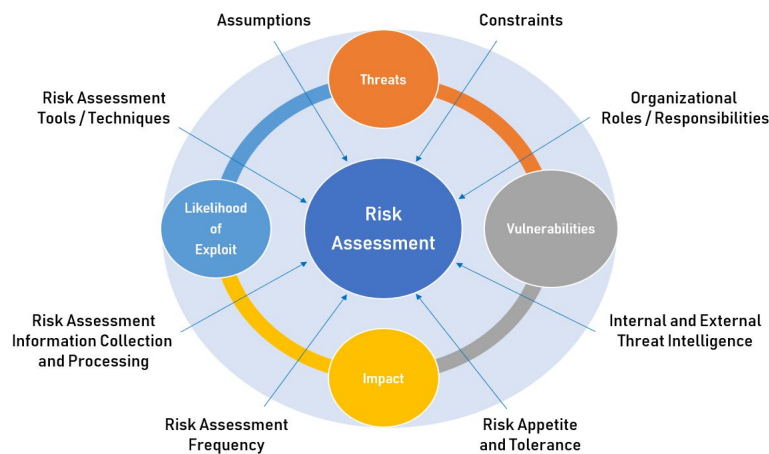 Assumptions
Constraints
Threats
Risk Assessment
Tools / Techniques
Organizational
Roles / Responsibilities
Likelihood
of
Exploit
Risk
Assessment
Vulnerabilities
Risk Assessment
Information Collection
and Processing
Internal and External
Threat Intelligence
Impact
Risk Assessment
Frequency
Risk Appetite
and Tolerance